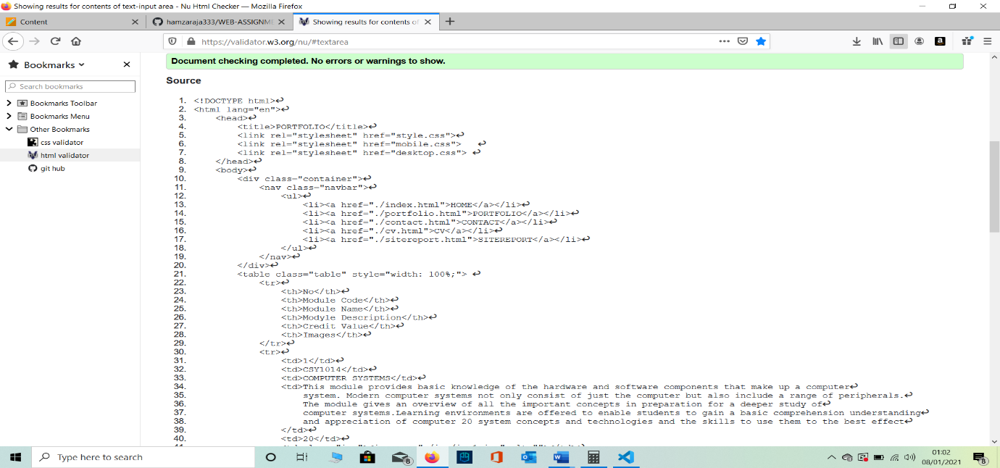 Showing results for contents of text-input area - Nu Html Checker — Mozilla Firefox
Content
hamzaraja333/WEB-ASSIGNME
Showing results for contents of
https://validator.w3.org/nu/#textarea
Bookmarks
Search bookmarks
Bookmarks Toolbar
Bookmarks Menu
Other Bookmarks
css validator
html validator
git hub
Document checking completed. No errors or warnings to show.
Source
1. <!DOCTYPE html>↩
2. <html lang="en">↩
3. <head>↩
4. <title>PORTFOLIO</title>↩
5. <link rel="stylesheet" href="style.css">↩
6. <link rel="stylesheet" href="mobile.css"> ↩
7. <link rel="stylesheet" href="desktop.css"> ↩
8. </head>↩
9. <body>↩
10. <div class="container">↩
11. <nav class="navbar">↩
12. <ul>↩
13. <li><a href="./index.html">HOME</a></li>↩
14. <li><a href="./portfolio.html">PORTFOLIO</a></li>↩
15. <li><a href="./contact.html">CONTACT</a></li>↩
16. <li><a href="./cv.html">CV</a></li>↩
17. <li><a href="./sitereport.html">SITEREPORT</a></li>↩
18. </ul>↩
19. </nav>↩
20. </div>↩
21. <table class="table" style="width: 100%;"> ↩
22. <tr>↩
23. <th>No</th>↩
24. <th>Module Code</th>↩
25. <th>Module Name</th>↩
26. <th>Modyle Description</th>↩
27. <th>Credit Value</th>↩
28. <th>Images</th>↩
29. </tr>↩
30. <tr>↩
31. <td>1</td>↩
32. <td>CSY1014</td>↩
33. <td>COMPUTER SYSTEMS</td>↩
34. <td>This module provides basic knowledge of the hardware and software components that make up a computer↩
35. system. Modern computer systems not only consist of just the computer but also include a range of peripherals.↩
36. The module gives an overview of all the important concepts in preparation for a deeper study of↩
37. computer systems.Learning environments are offered to enable students to gain a basic comprehension understanding↩
38. and appreciation of computer 20 system concepts and technologies and the skills to use them to the best effect↩
39. </td>↩
40. <td>20</td>↩
Type here to search
8
01:02
08/01/2021
8